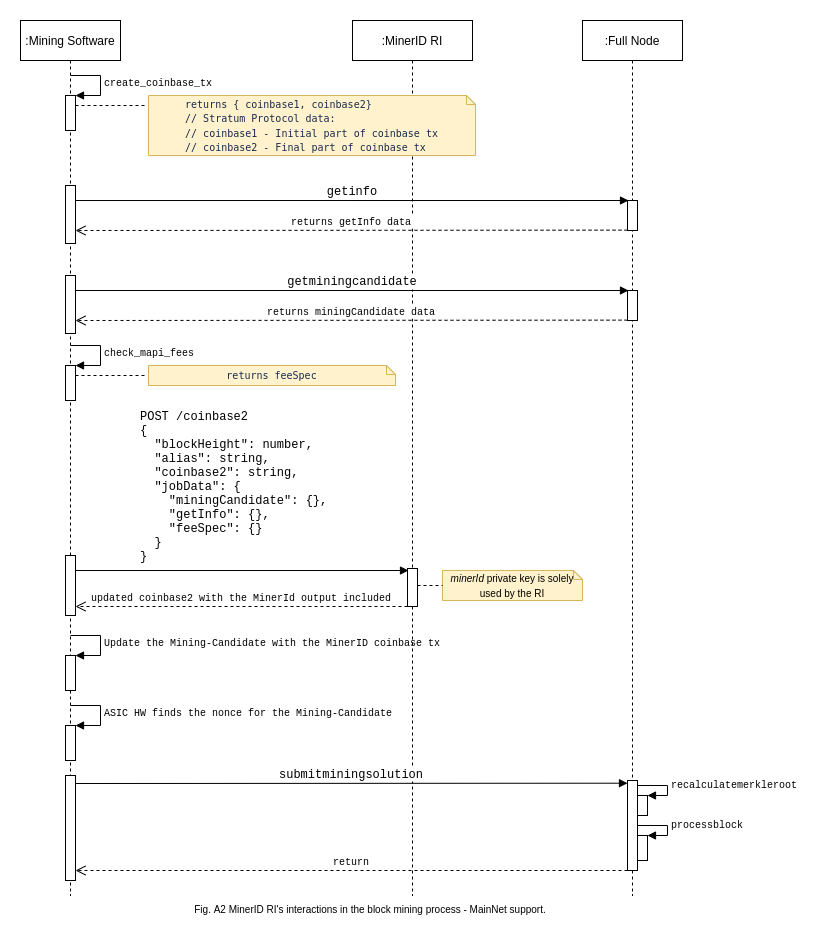 :Mining Software
:MinerID RI
:Full Node
create_coinbase_tx
returns { coinbase1, coinbase2}
// Stratum Protocol data:
// coinbase1 - Initial part of coinbase tx
// coinbase2 - Final part of coinbase tx
getinfo
returns getInfo data
getminingcandidate
returns miningCandidate data
check_mapi_fees
returns feeSpec
POST /coinbase2
{
  "blockHeight": number,
  "alias": string,
  "coinbase2": string,
  "jobData": {
    "miningCandidate": {},
    "getInfo": {},
    "feeSpec": {}
  }
}
minerId private key is solely
used by the RI
updated coinbase2 with the MinerId output included
Update the Mining-Candidate with the MinerID coinbase tx
ASIC HW finds the nonce for the Mining-Candidate
submitminingsolution
recalculatemerkleroot
processblock
return
Fig. A2 MinerID RI's interactions in the block mining process - MainNet support.